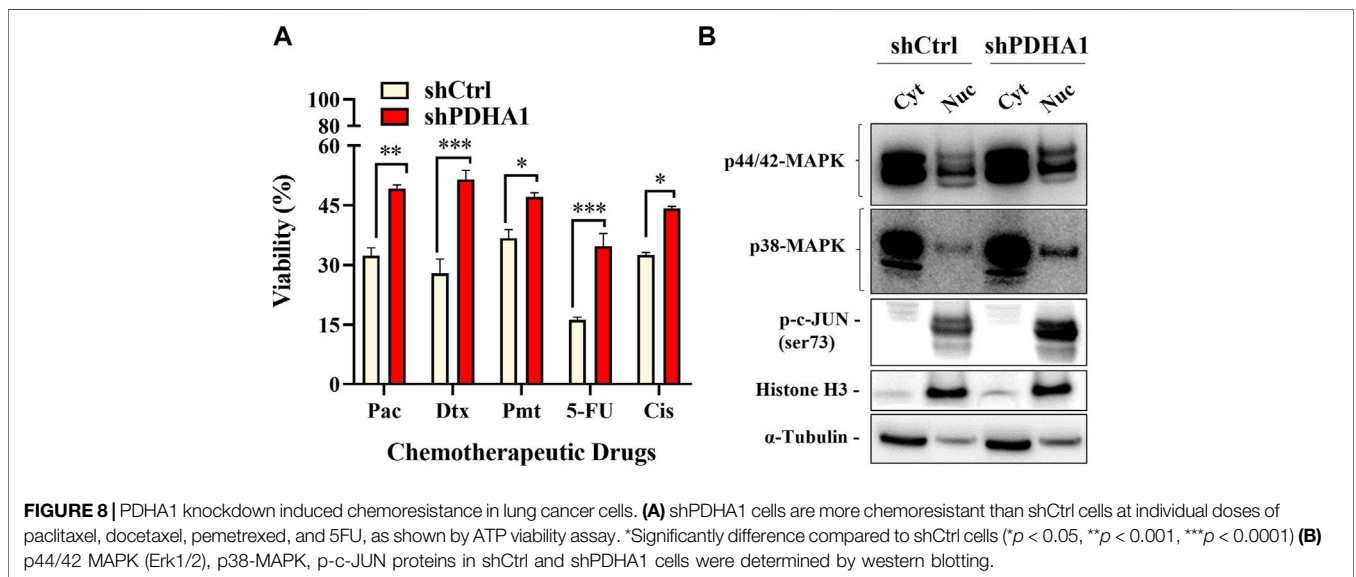 A
shCtrl
shPDHA1
100
80
60
45
30
15
0
Viability (%)
**
***
*
***
*
Pac Dtx Pmt 5-FU Cis
Chemotherapeutic Drugs
B
shCtrl shPDHA1
Cyt Nuc Cyt Nuc
p44/42-MAPK
p38-MAPK
p-c-JUN -
(ser73)
Histone H3 -
α-Tubulin -
FIGURE 8 | PDHA1 knockdown induced chemoresistance in lung cancer cells. (A) shPDHA1 cells are more chemoresistant than shCtrl cells at individual doses of
paclitaxel, docetaxel, pemetrexed, and 5FU, as shown by ATP viability assay. *Significantly difference compared to shCtrl cells (*p < 0.05, **p < 0.001, ***p < 0.0001) (B)
p44/42 MAPK (Erk1/2), p38-MAPK, p-c-JUN proteins in shCtrl and shPDHA1 cells were determined by western blotting.